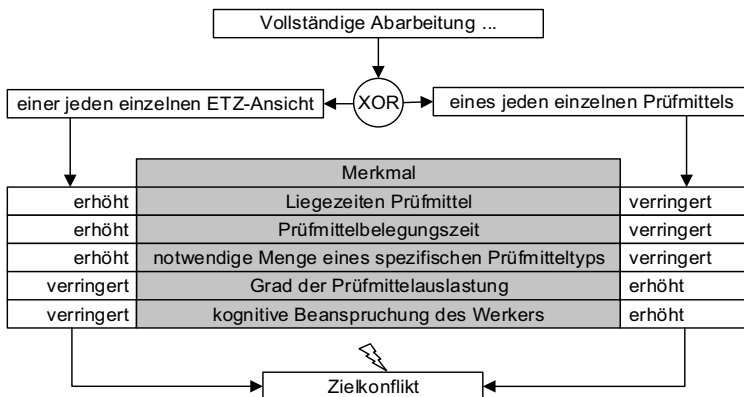 Vollständige Abarbeitung ...
XOR
einer jeden einzelnen ETZ-Ansicht
eines jeden einzelnen Prüfmittels
Merkmal
erhöht Liegezeiten Prüfmittel verringert
erhöht Prüfmittelbelegungszeit verringert
erhöht notwendige Menge eines spezifischen Prüfmitteltyps verringert
verringert Grad der Prüfmittelauslastung erhöht
verringert kognitive Beanspruchung des Werkers erhöht
Zielkonflikt